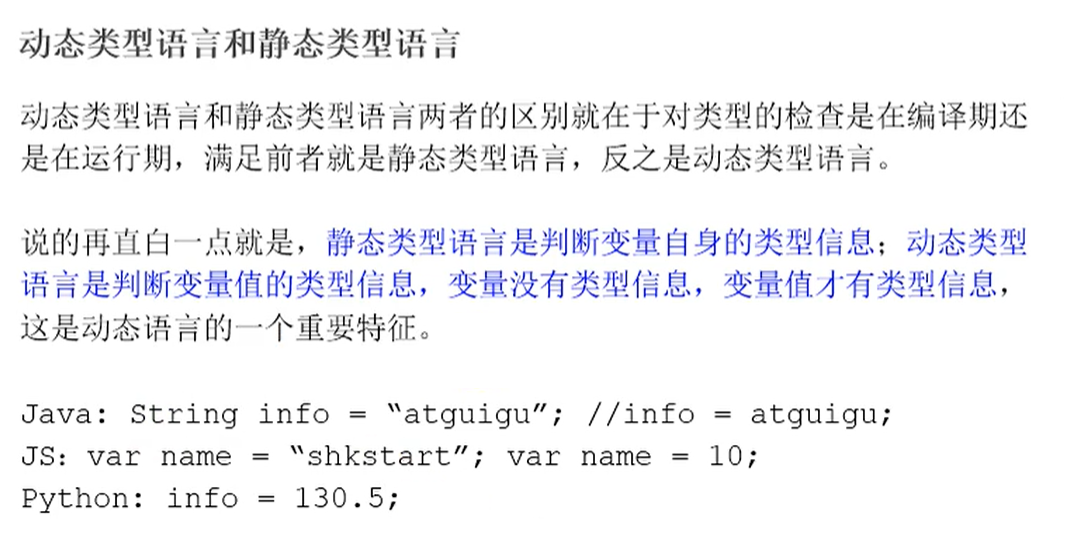 动态类型语言和静态类型语言
动态类型语言和静态类型语言两者的区别就在于对类型的检查是在编译期还
是在运行期，满足前者就是静态类型语言，反之是动态类型语言。
说的再直白一点就是，静态类型语言是判断变量自身的类型信息；动态类型
语言是判断变量值的类型信息，变量没有类型信息，变量值才有类型信息，
这是动态语言的一个重要特征。
Java: String info = “atguigu”; //info = atguigu;
JS: var name = “shkstart”; var name = 10;
Python: info = 130.5;